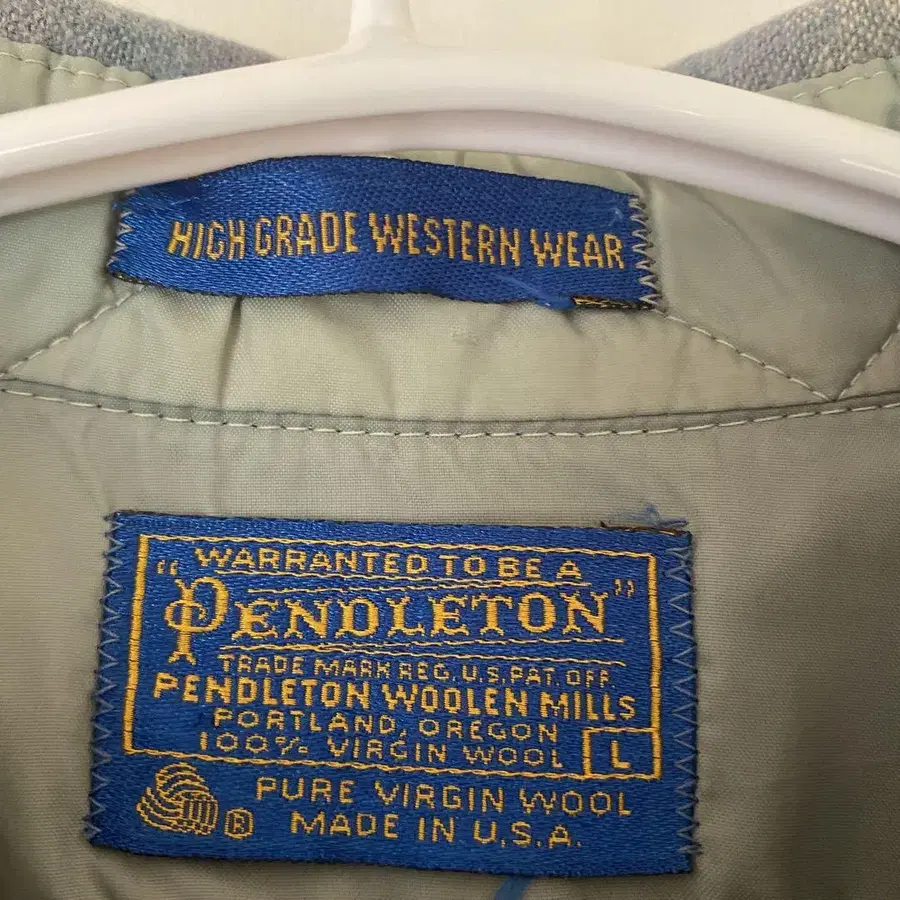 HIGH GRADE WESTERN WEAR
WARRANTED TO BE A
"PENDLETON"
TRADE MARK REG. U.S. PAT. OFF.
PENDLETON WOOLEN MILLS
PORTLAND, OREGON
100% VIRGIN WOOL L
PURE VIRGIN WOOL
® MADE IN U.S.A.